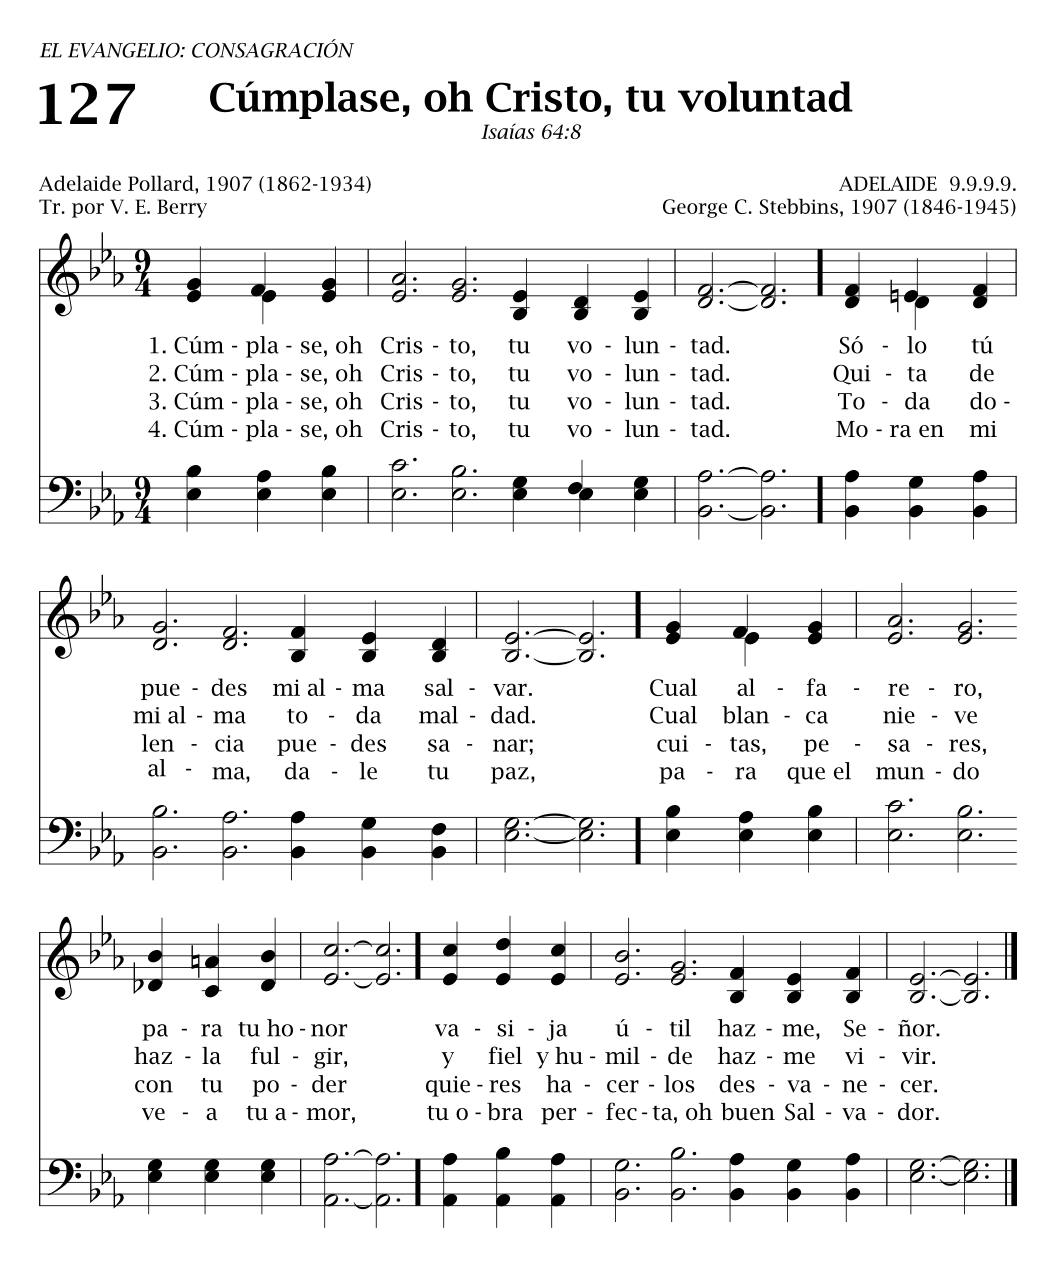 EL EVANGELIO: CONSAGRACIÓN
127 Cúmplase, oh Cristo, tu voluntad
Isaías 64:8
Adelaide Pollard, 1907 (1862-1934) ADELAIDE 9.9.9.9.
Tr. por V. E. Berry George C. Stebbins, 1907 (1846-1945)
9
4
1. Cúm - pla - se, oh Cris - to, tu vo - lun - tad. Só - lo tú
2. Cúm - pla - se, oh Cris - to, tu vo - lun - tad. Qui - ta de
3. Cúm - pla - se, oh Cris - to, tu vo - lun - tad. To - da do -
4. Cúm - pla - se, oh Cris - to, tu vo - lun - tad. Mo - ra en mi
9
4
pue - des mi al - ma sal - var. Cual al - fa - re - ro,
mi al - ma to - da mal - dad. Cual blan - ca nie - ve
len - cia pue - des sa - nar; cui - tas, pe - sa - res,
al - ma, da - le tu paz, pa - ra que el mun - do
pa - ra tu ho - nor va - si - ja ú - til haz - me, Se - ñor.
haz - la ful - gir, y fiel y hu - mil - de haz - me vi - vir.
con tu po - der quie - res ha - cer - los des - va - ne - cer.
ve - a tu a - mor, tu o - bra per - fec - ta, oh buen Sal - va - dor.